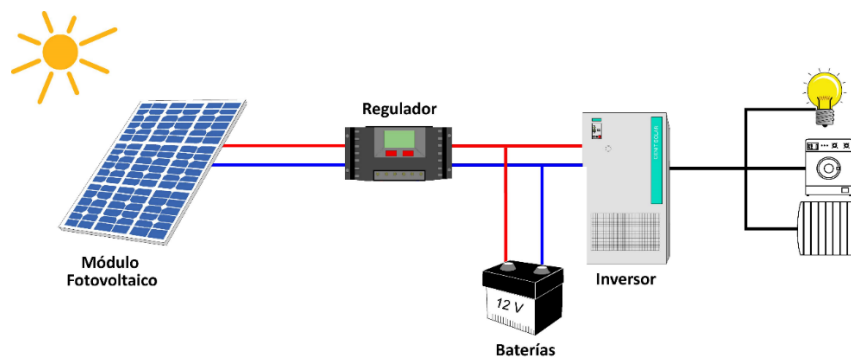 Regulador
Módulo
Fotovoltaico
12 V
Inversor
Baterías